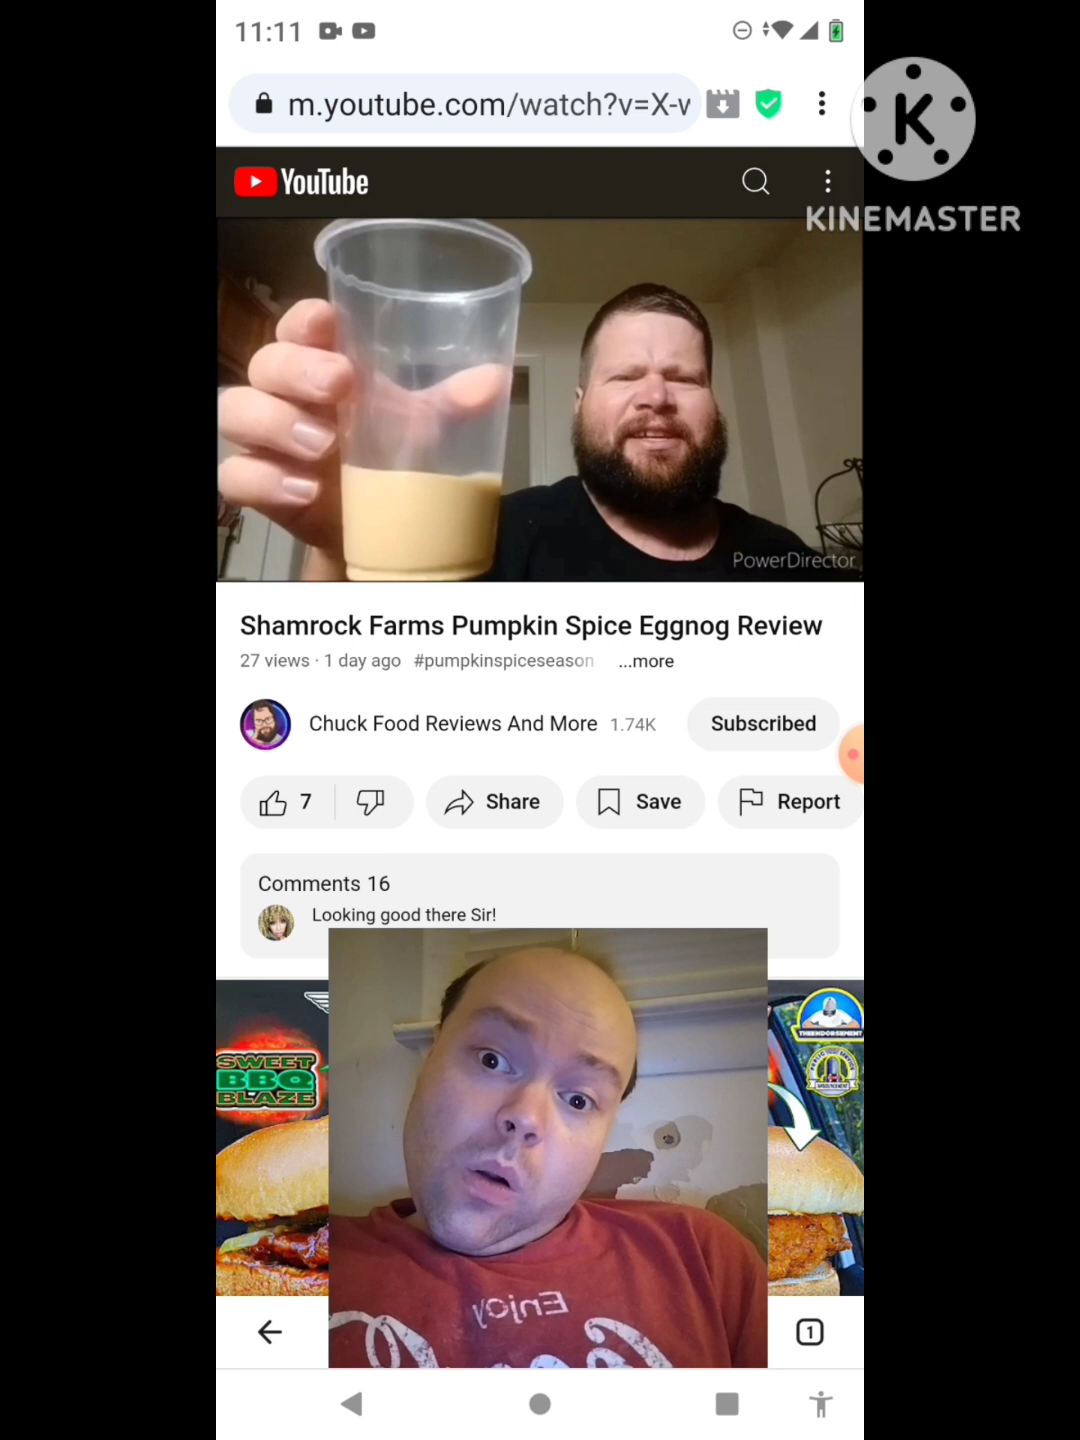 11:11
m.youtube.com/watch?v=X-v
K
KINEMASTER
YouTube
PowerDirector
Shamrock Farms Pumpkin Spice Eggnog Review
27 views · 1 day ago #pumpkinspiceseason ...more
Chuck Food Reviews And More 1.74K Subscribed
7 Share Save Report
Comments 16
Looking good there Sir!
SWEET
BBQ
BLAZE
THEENDORSEMENT
Enjoy
1